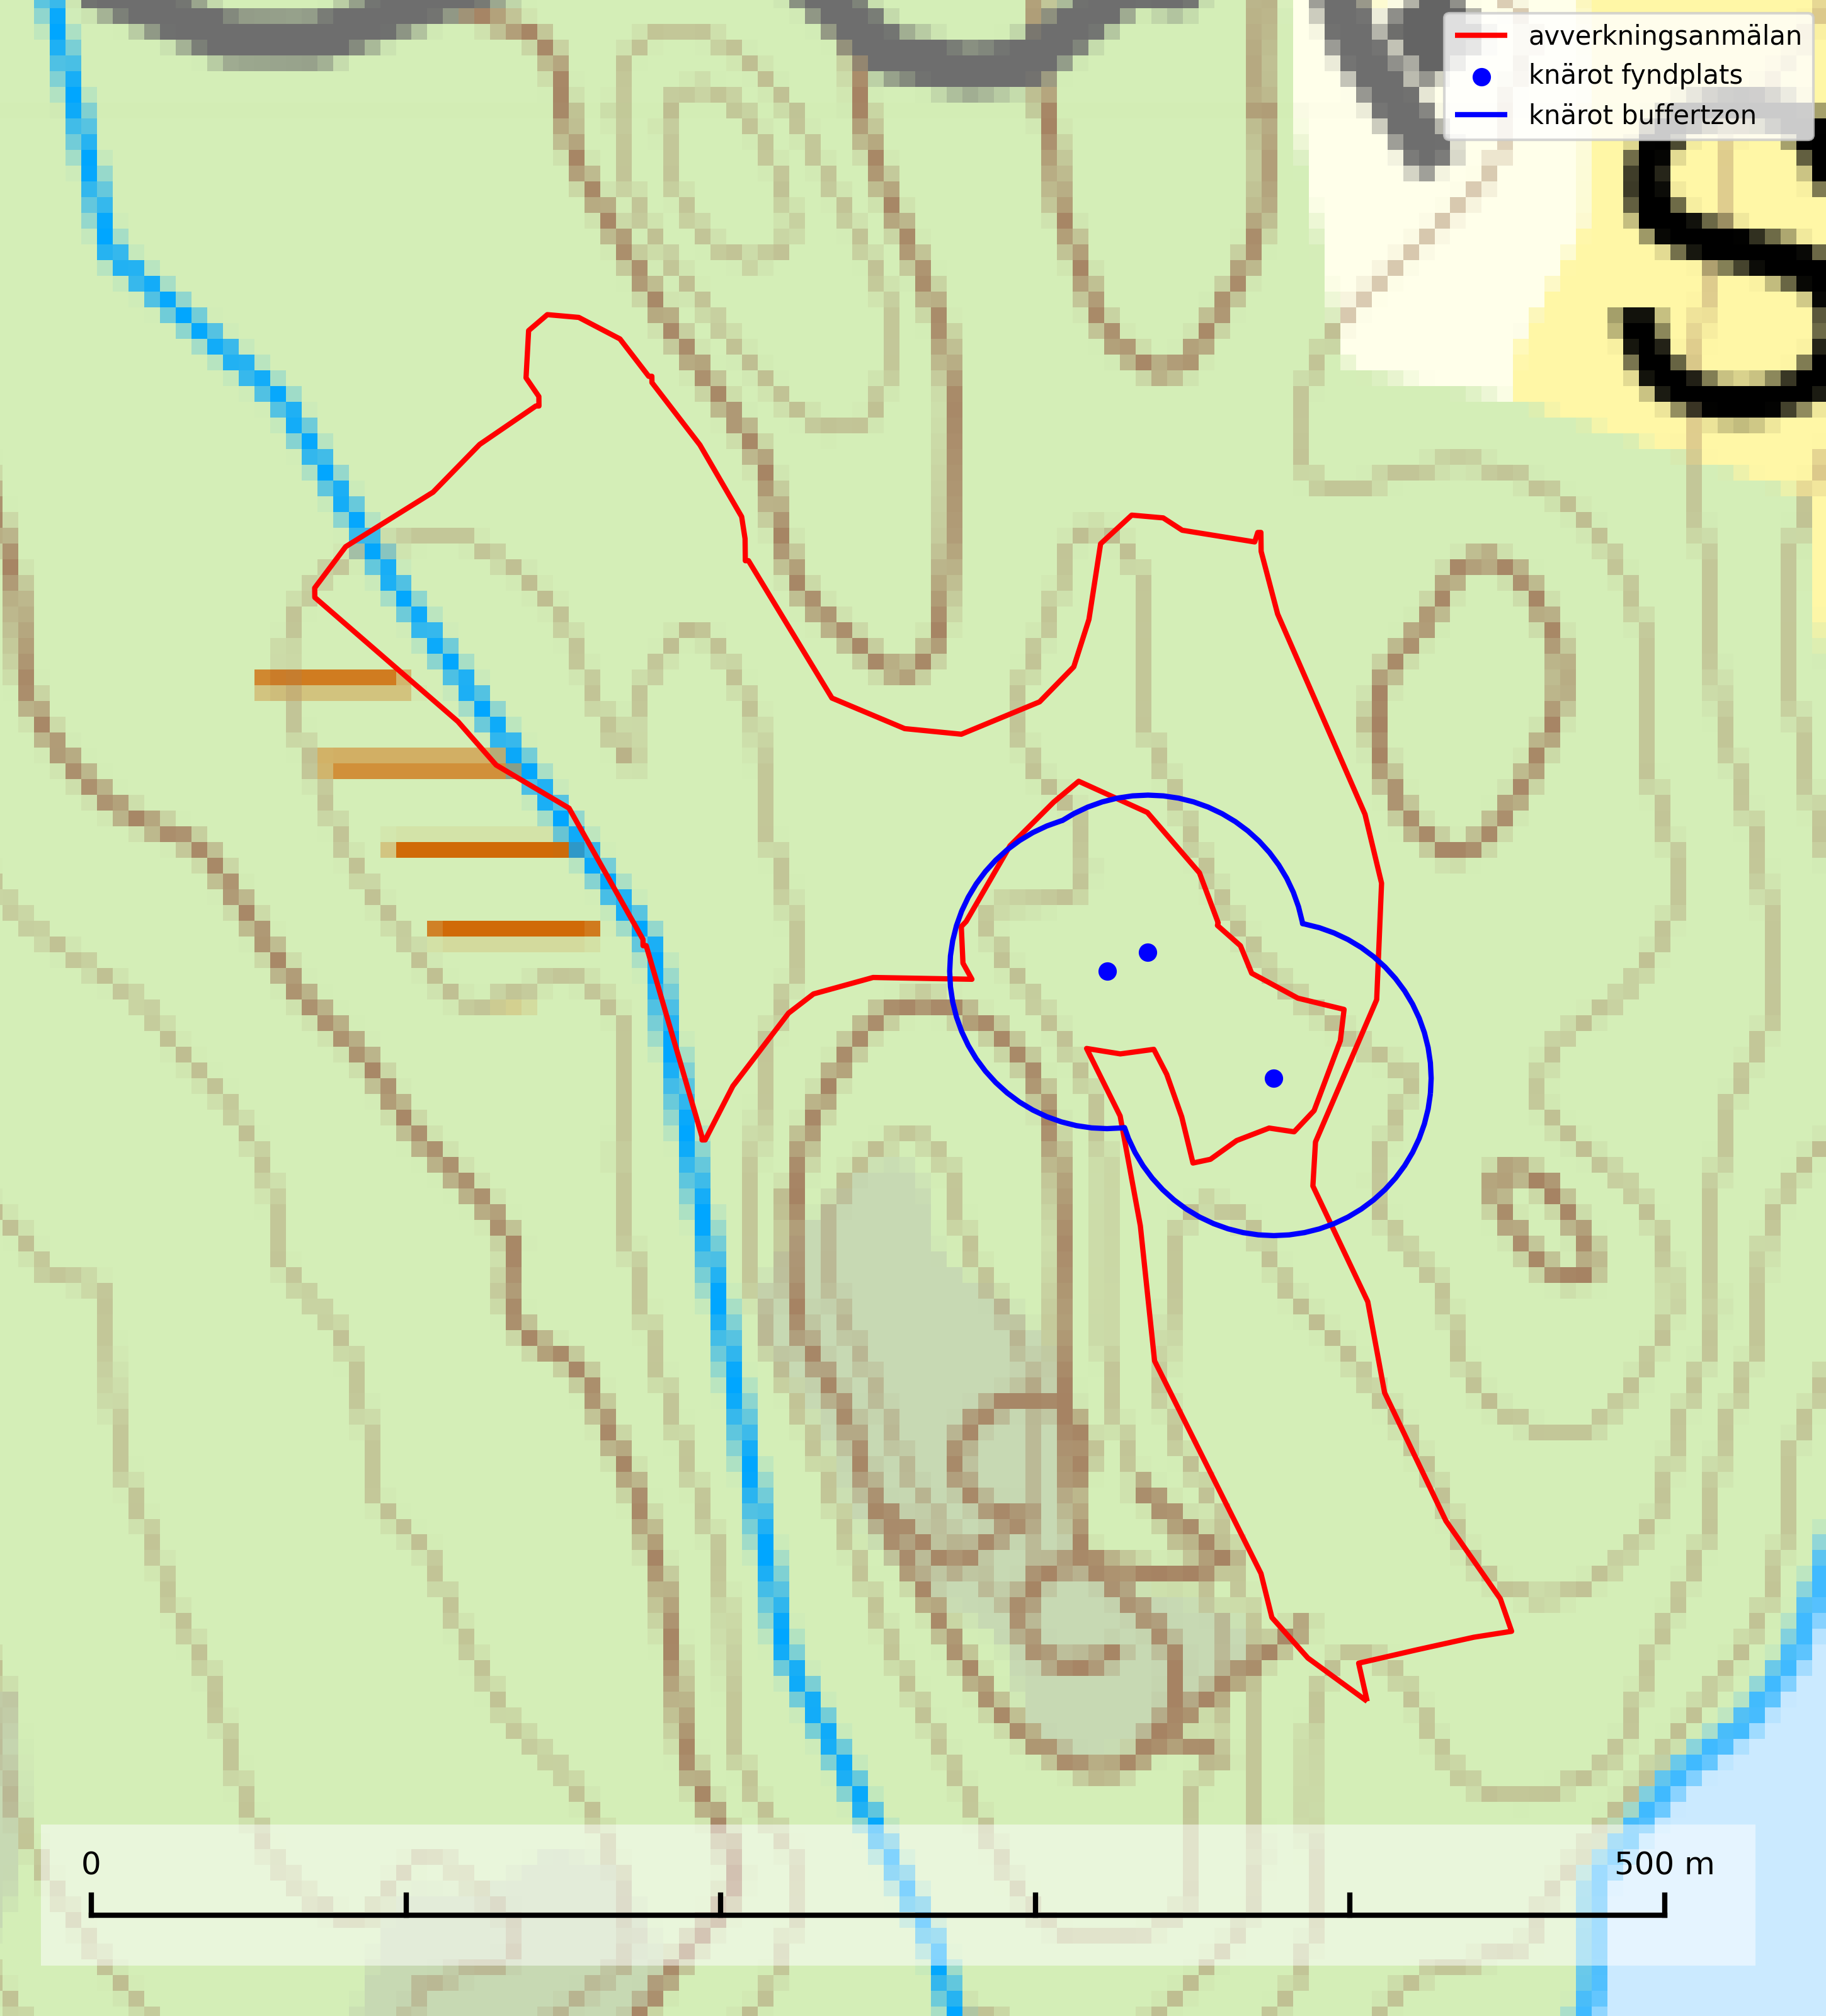 avverkningsanmälan
knärot fyndplats
knärot buffertzon
S
0
500 m